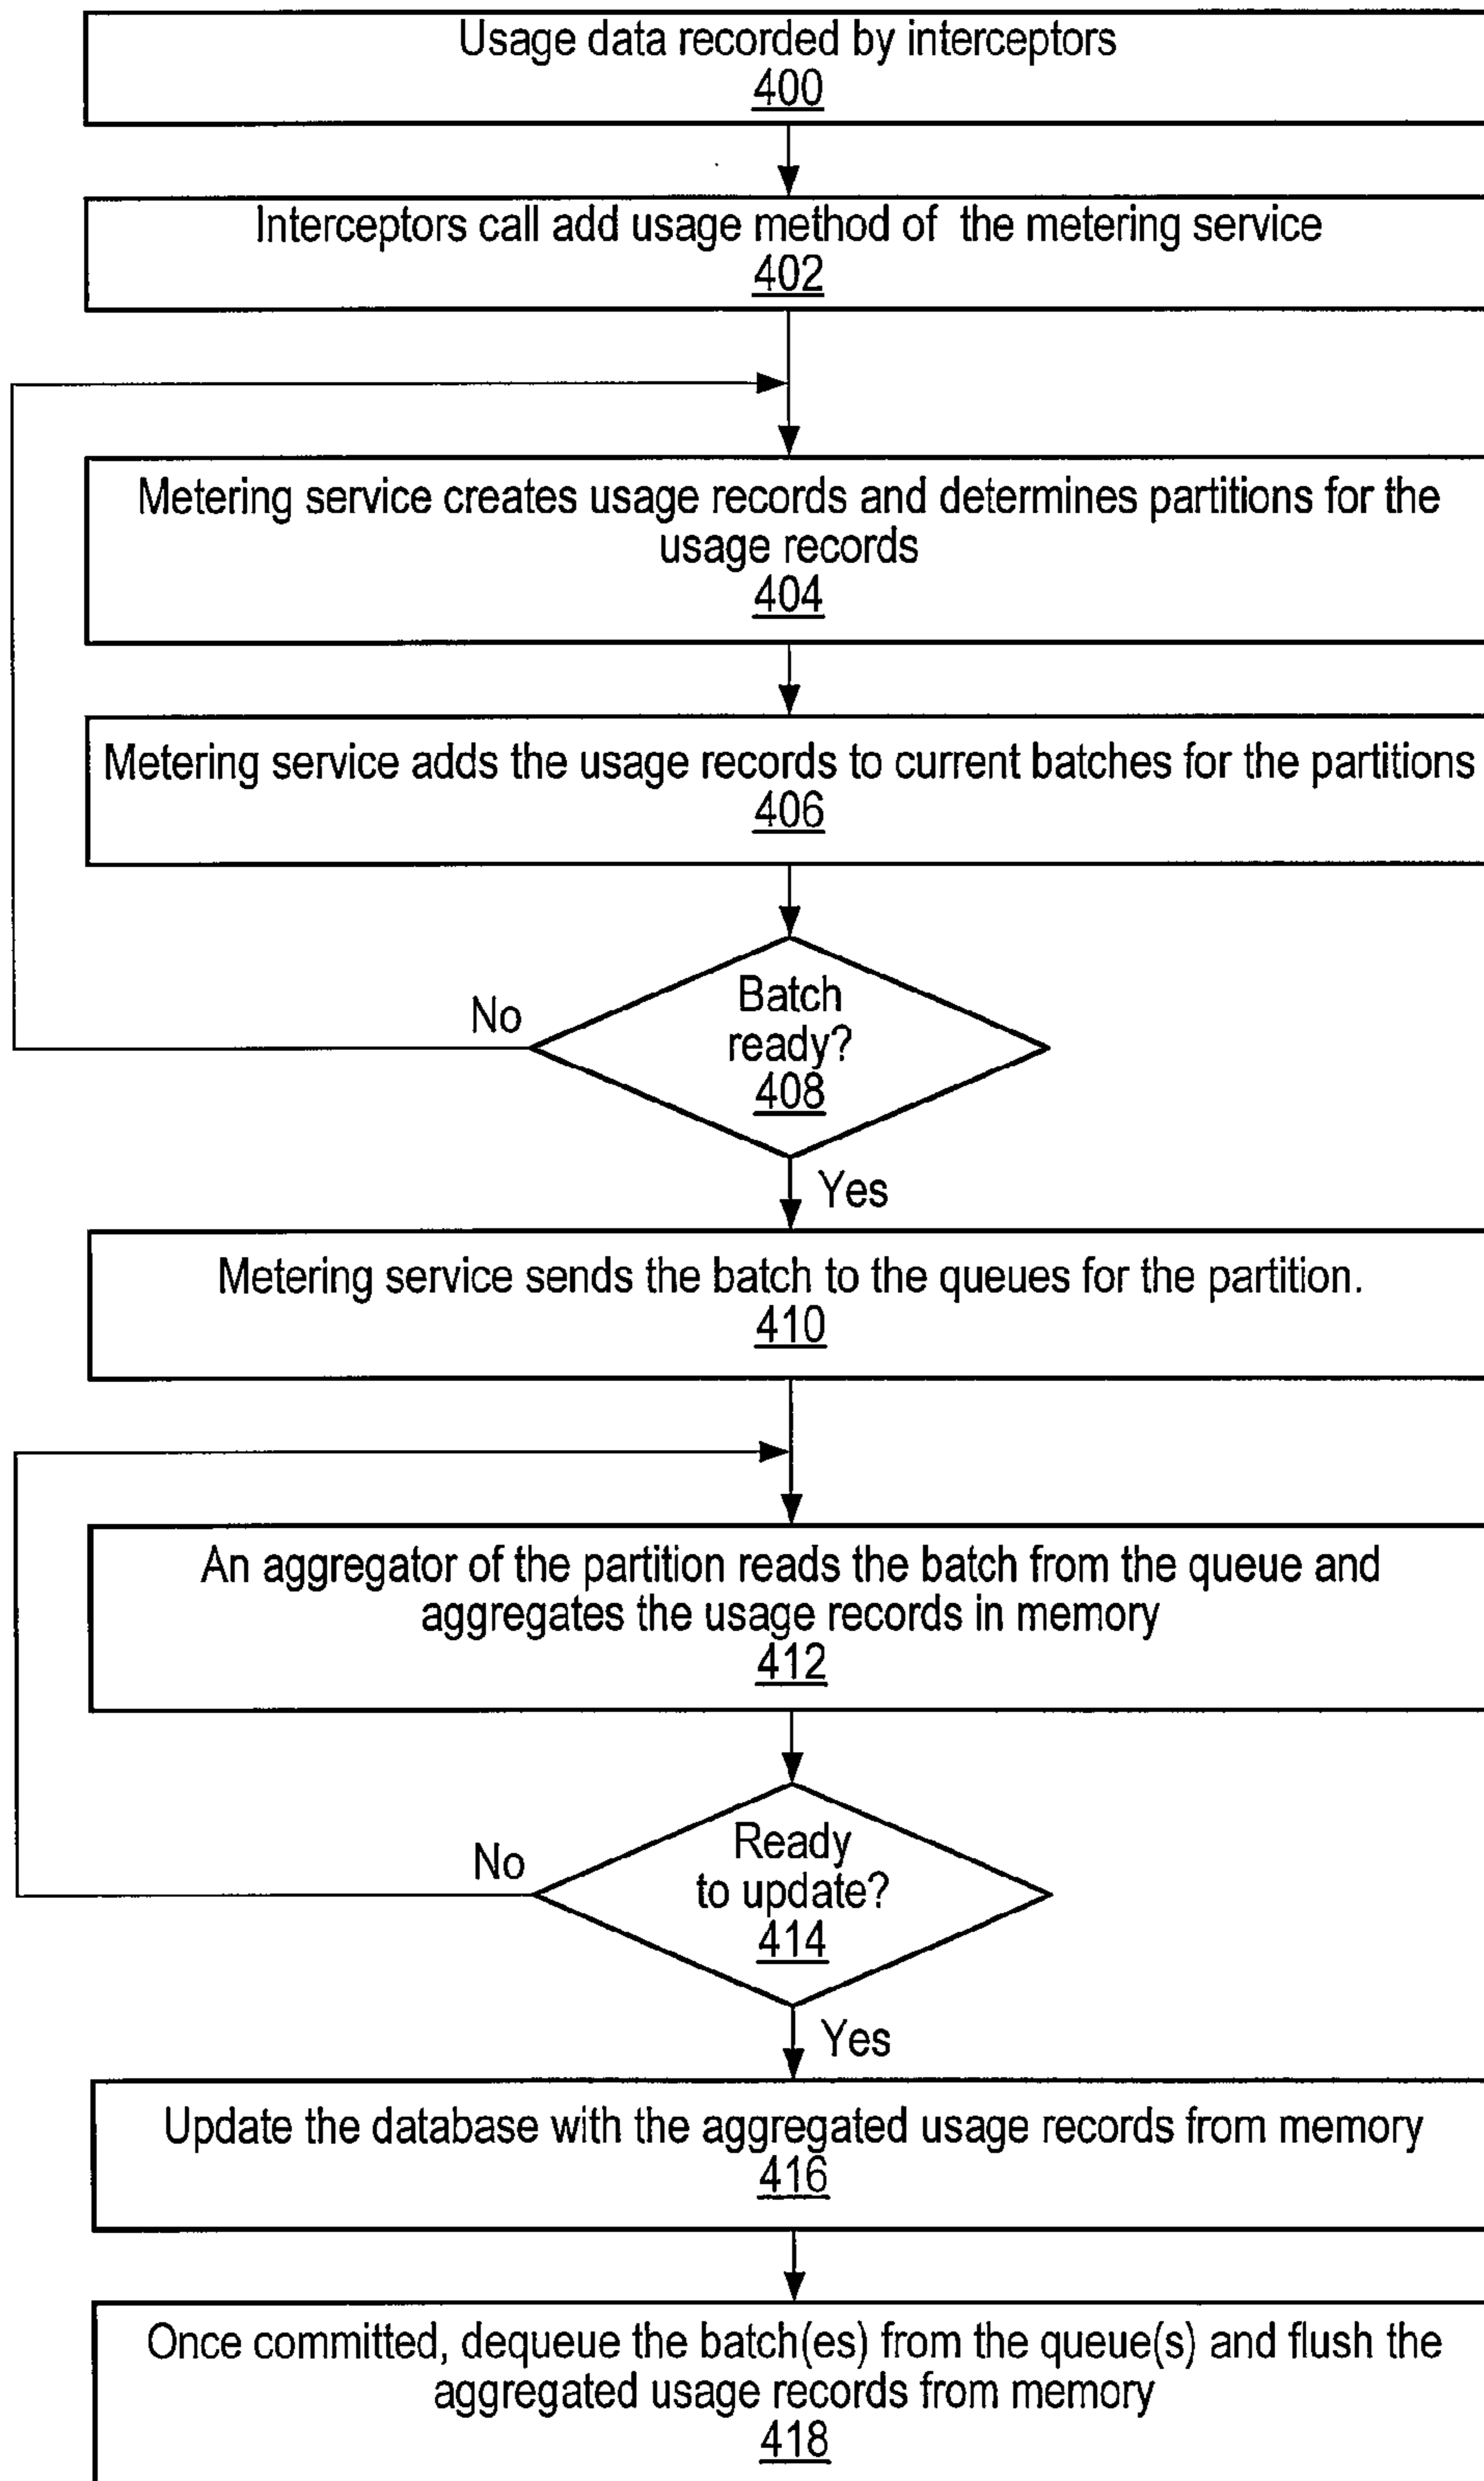 Usage data recorded by interceptors
400
Interceptors call add usage method of the metering service
402
Metering service creates usage records and determines partitions for the
usage records
404
Metering service adds the usage records to current batches for the partitions
406
Batch
ready?
408
No
Yes
Metering service sends the batch to the queues for the partition.
410
An aggregator of the partition reads the batch from the queue and
aggregates the usage records in memory
412
Ready
to update?
414
No
Yes
Update the database with the aggregated usage records from memory
416
Once committed, dequeue the batch(es) from the queue(s) and flush the
aggregated usage records from memory
418